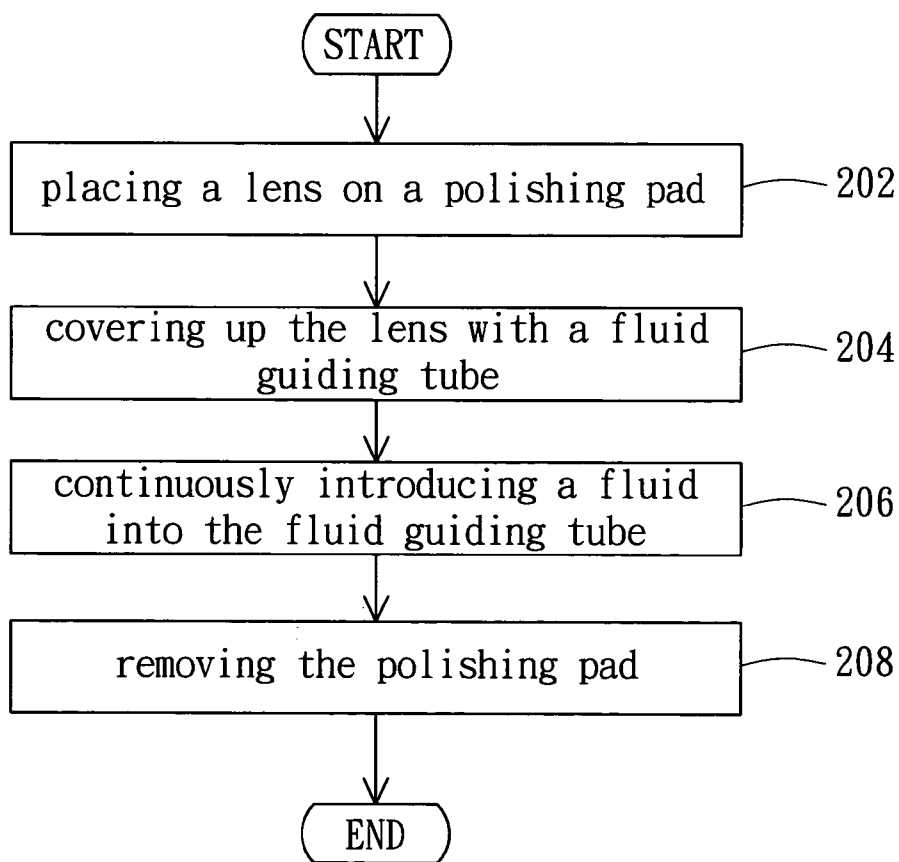 START
placing a lens on a polishing pad
202
covering up the lens with a fluid
guiding tube
204
continuously introducing a fluid
into the fluid guiding tube
206
removing the polishing pad
208
END